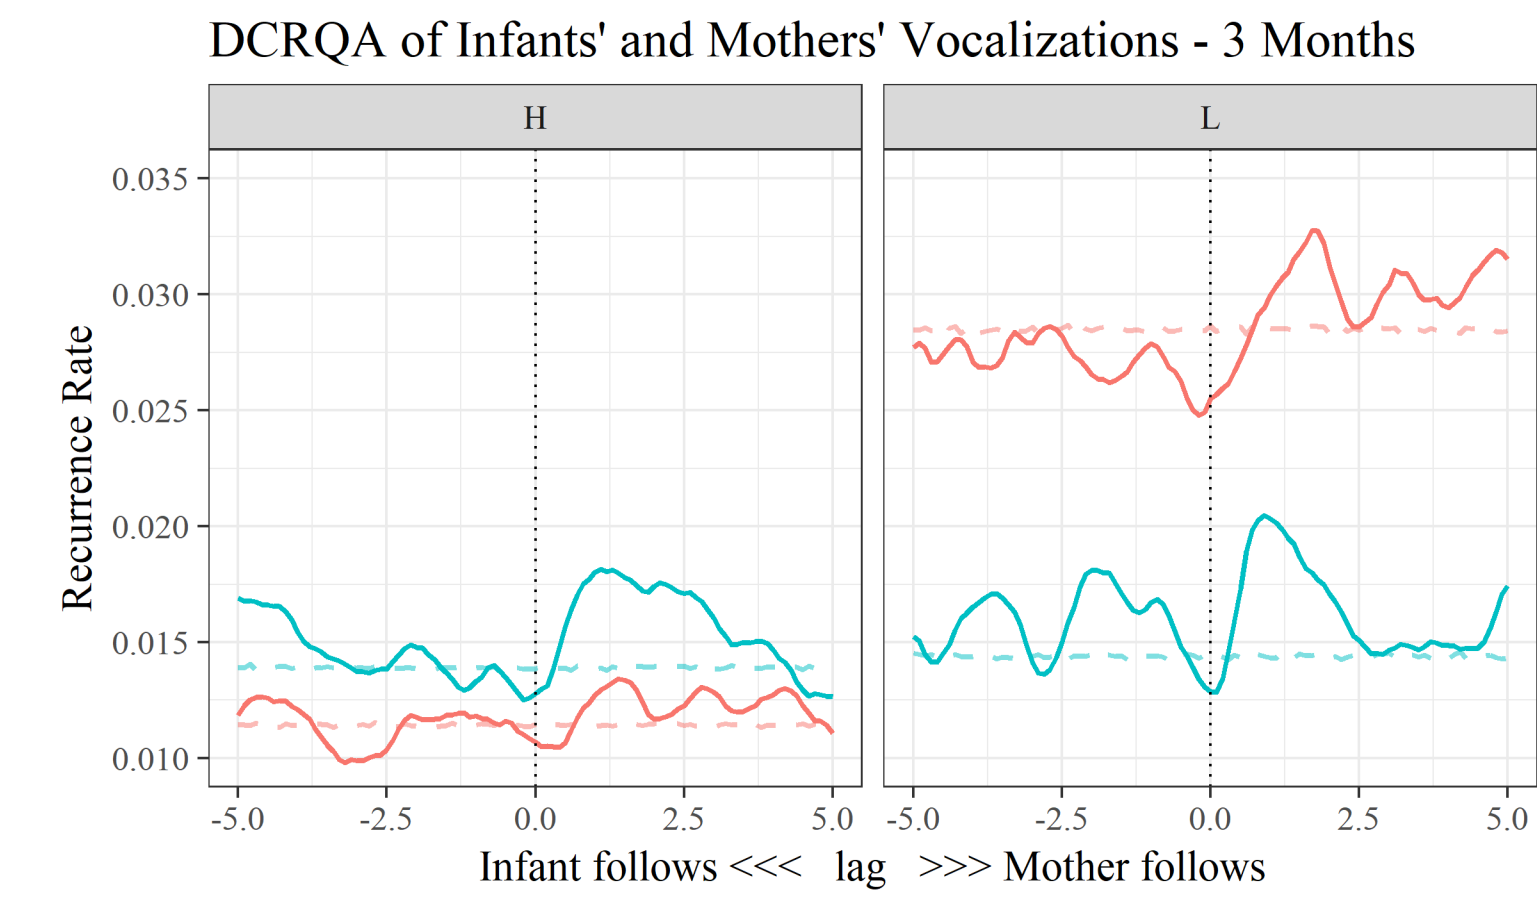 DCRQA of Infants' and Mothers' Vocalizations - 3 Months
H
L
Recurrence Rate
0.035
0.030
0.025
0.020
0.015
0.010
-5.0 -2.5 0.0 2.5 5.0
-5.0 -2.5 0.0 2.5 5.0
Infant follows <<< lag >>> Mother follows